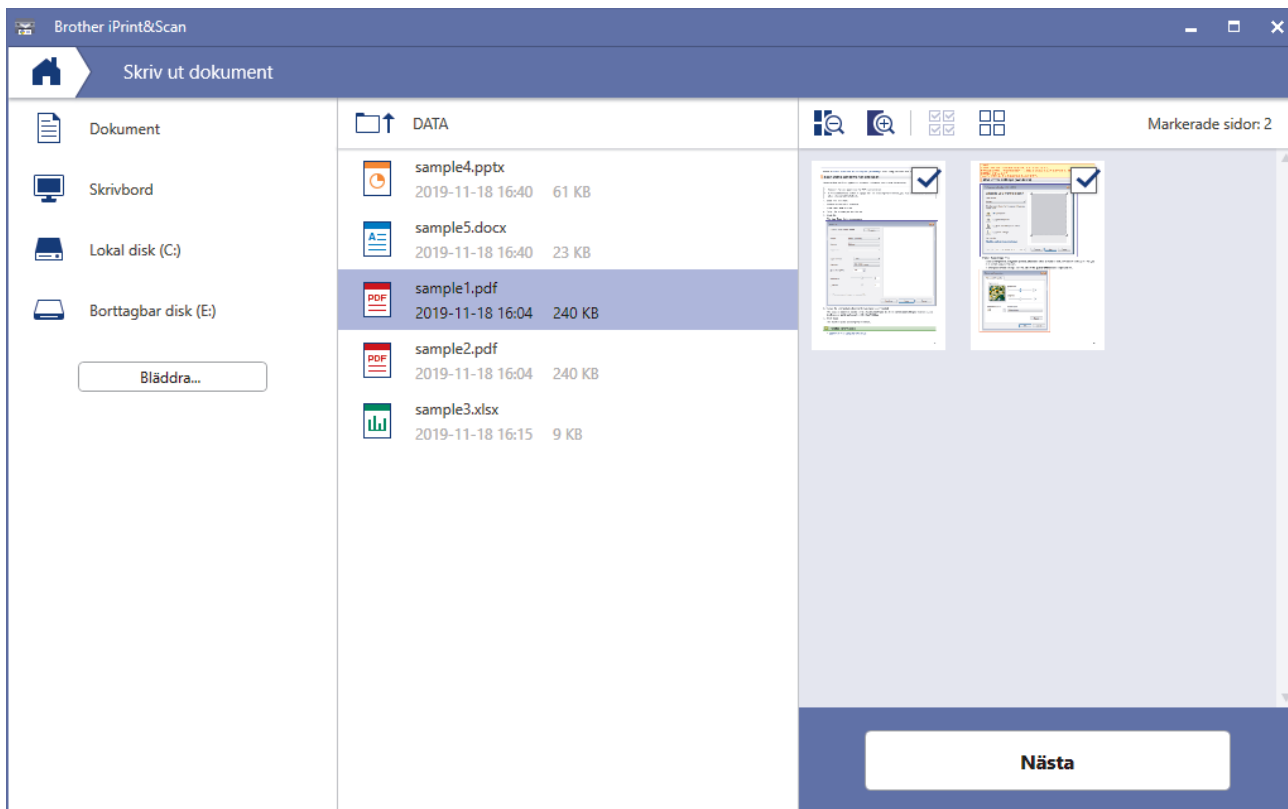 Brother iPrint&Scan
Skriv ut dokument
Dokument
Skrivbord
Lokal disk (C:)
Borttagbar disk (E:)
Bläddra...
DATA
sample4.pptx
2019-11-18 16:40 61 KB
sample5.docx
2019-11-18 16:40 23 KB
PDF
sample1.pdf
2019-11-18 16:04 240 KB
PDF
sample2.pdf
2019-11-18 16:04 240 KB
sample3.xlsx
2019-11-18 16:15 9 KB
Markerade sidor: 2
Nästa